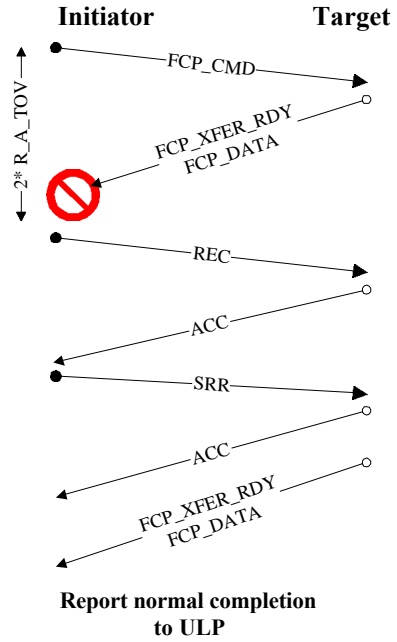 Initiator
Target
FCP_CMD
2* R_A_TOV
FCP_XFER_RDY
FCP_DATA
REC
ACC
SRR
ACC
FCP_XFER_RDY
FCP_DATA
Report normal completion
to ULP